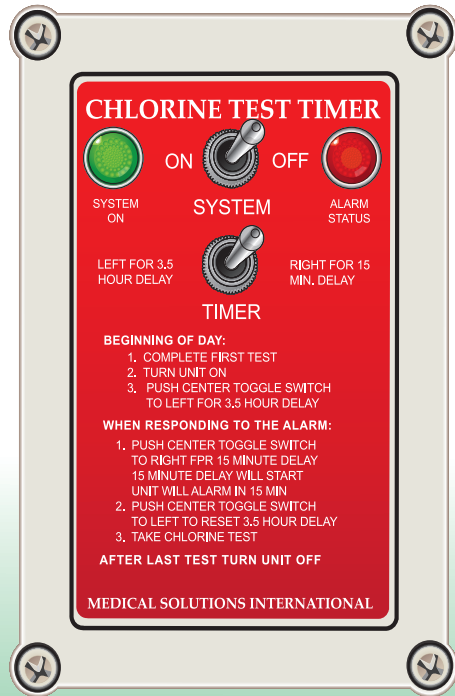 CHLORINE TEST TIMER
ON OFF
SYSTEM ON
SYSTEM
ALARM STATUS
LEFT FOR 3.5 HOUR DELAY
RIGHT FOR 15 MIN. DELAY
TIMER
BEGINNING OF DAY:
1. COMPLETE FIRST TEST
2. TURN UNIT ON
3. PUSH CENTER TOGGLE SWITCH
TO LEFT FOR 3.5 HOUR DELAY
WHEN RESPONDING TO THE ALARM:
1. PUSH CENTER TOGGLE SWITCH
TO RIGHT FPR 15 MINUTE DELAY
15 MINUTE DELAY WILL START
UNIT WILL ALARM IN 15 MIN
2. PUSH CENTER TOGGLE SWITCH
TO LEFT TO RESET 3.5 HOUR DELAY
3. TAKE CHLORINE TEST
AFTER LAST TEST TURN UNIT OFF
MEDICAL SOLUTIONS INTERNATIONAL